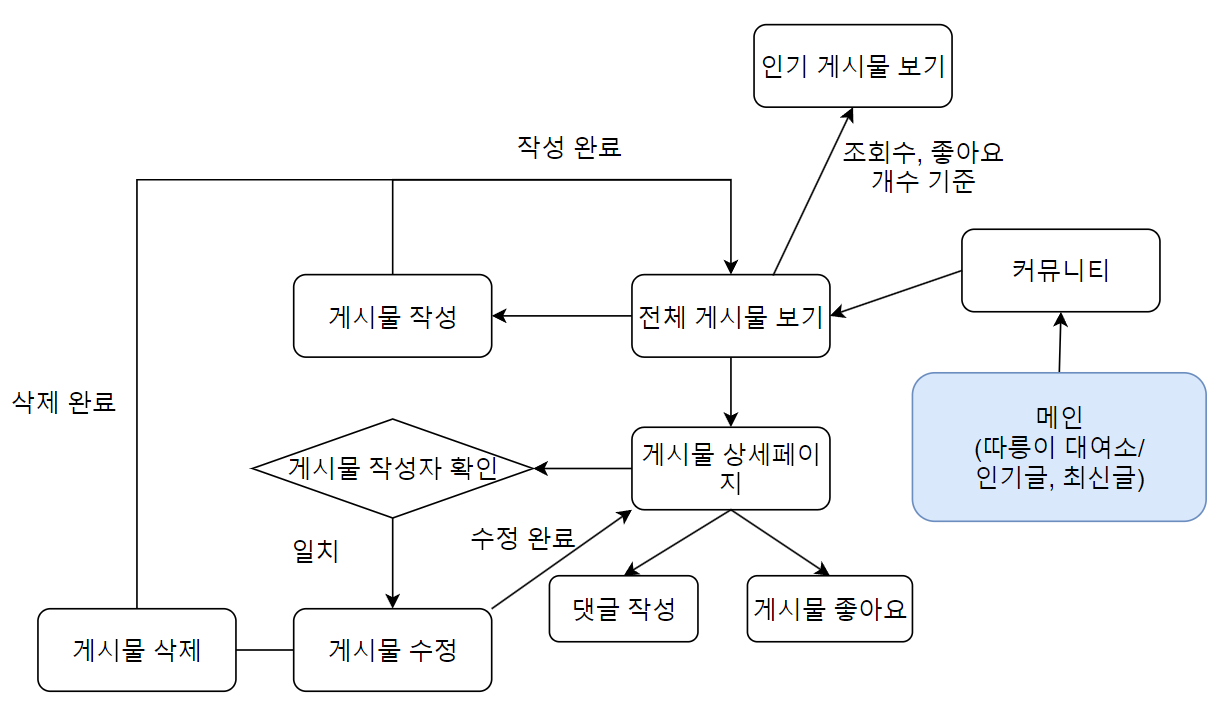 인기 게시물 보기
작성 완료
조회수, 좋아요
개수 기준
커뮤니티
게시물 작성
전체 게시물 보기
삭제 완료
메인
(따릉이 대여소/
인기글, 최신글)
게시물 작성자 확인
게시물 상세페이
지
일치
수정 완료
댓글 작성
게시물 좋아요
게시물 삭제
게시물 수정